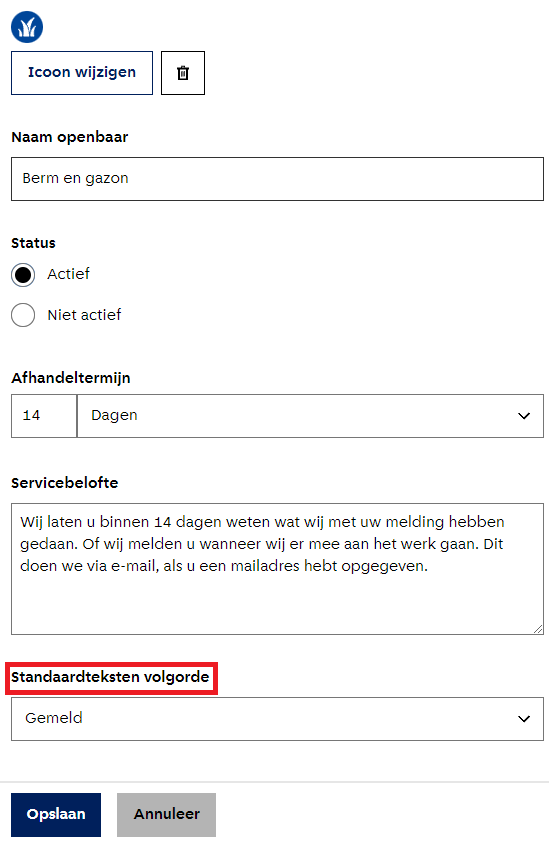 Icoon wijzigen
Naam openbaar
Berm en gazon
Status
Actief
Niet actief
Afhandeltermijn
14 Dagen
Servicebelofte
Wij laten u binnen 14 dagen weten wat wij met uw melding hebben
gedaan. Of wij melden u wanneer wij er mee aan het werk gaan. Dit
doen we via e-mail, als u een mailadres hebt opgegeven.
Standaardteksten volgorde
Gemeld
Opslaan Annuleer